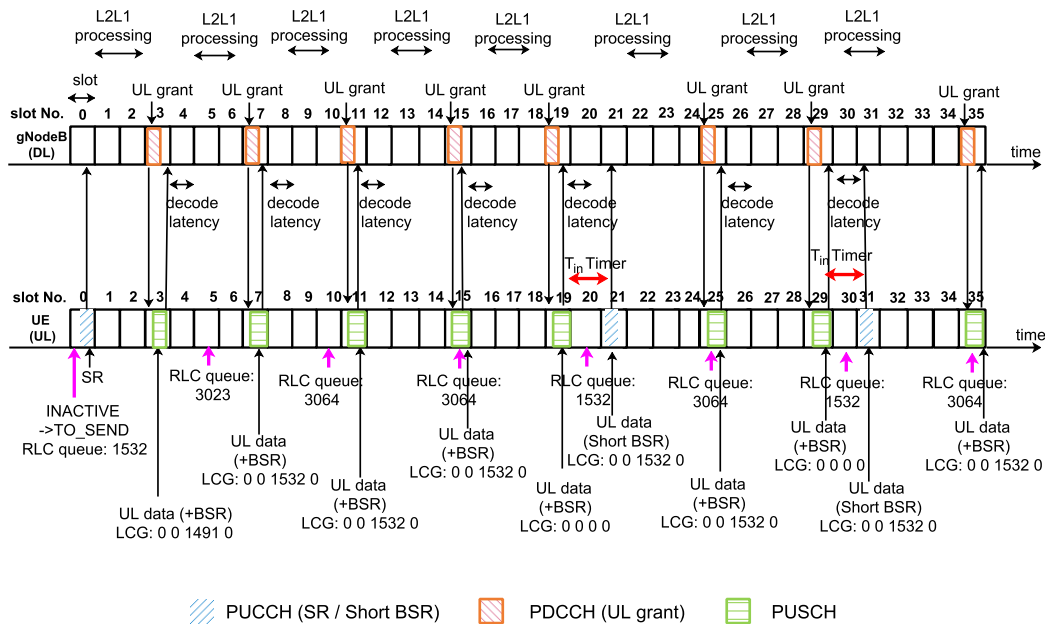 L2L1 processing
L2L1 processing
L2L1 processing
L2L1 processing
L2L1 processing
L2L1 processing
L2L1 processing
L2L1 processing
slot
UL grant
UL grant
UL grant
UL grant
UL grant
UL grant
UL grant
UL grant
slot No. 0 1 2 3 4 5 6 7 8 9 10 11 12 13 14 15 16 17 18 19 20 21 22 23 24 25 26 27 28 29 30 31 32 33 34 35
gNodeB
(DL)
time
decode latency
decode latency
decode latency
decode latency
decode latency
decode latency
decode latency
Tin Timer
Tin Timer
slot No. 0 1 2 3 4 5 6 7 8 9 10 11 12 13 14 15 16 17 18 19 20 21 22 23 24 25 26 27 28 29 30 31 32 33 34 35
UE
(UL)
time
SR
INACTIVE
->TO_SEND
RLC queue: 1532
RLC queue:
3023
RLC queue:
3064
RLC queue:
3064
RLC queue:
1532
RLC queue:
3064
RLC queue:
1532
RLC queue:
3064
UL data (+BSR)
LCG: 0 0 1491 0
UL data
(+BSR)
LCG: 0 0 1532 0
UL data
(+BSR)
LCG: 0 0 1532 0
UL data
(+BSR)
LCG: 0 0 1532 0
UL data
(+BSR)
LCG: 0 0 0 0
UL data
(Short BSR)
LCG: 0 0 1532 0
UL data
(+BSR)
LCG: 0 0 1532 0
UL data
(+BSR)
LCG: 0 0 0 0
UL data
(Short BSR)
LCG: 0 0 1532 0
UL data
(+BSR)
LCG: 0 0 1532 0
PUCCH (SR / Short BSR)
PDCCH (UL grant)
PUSCH